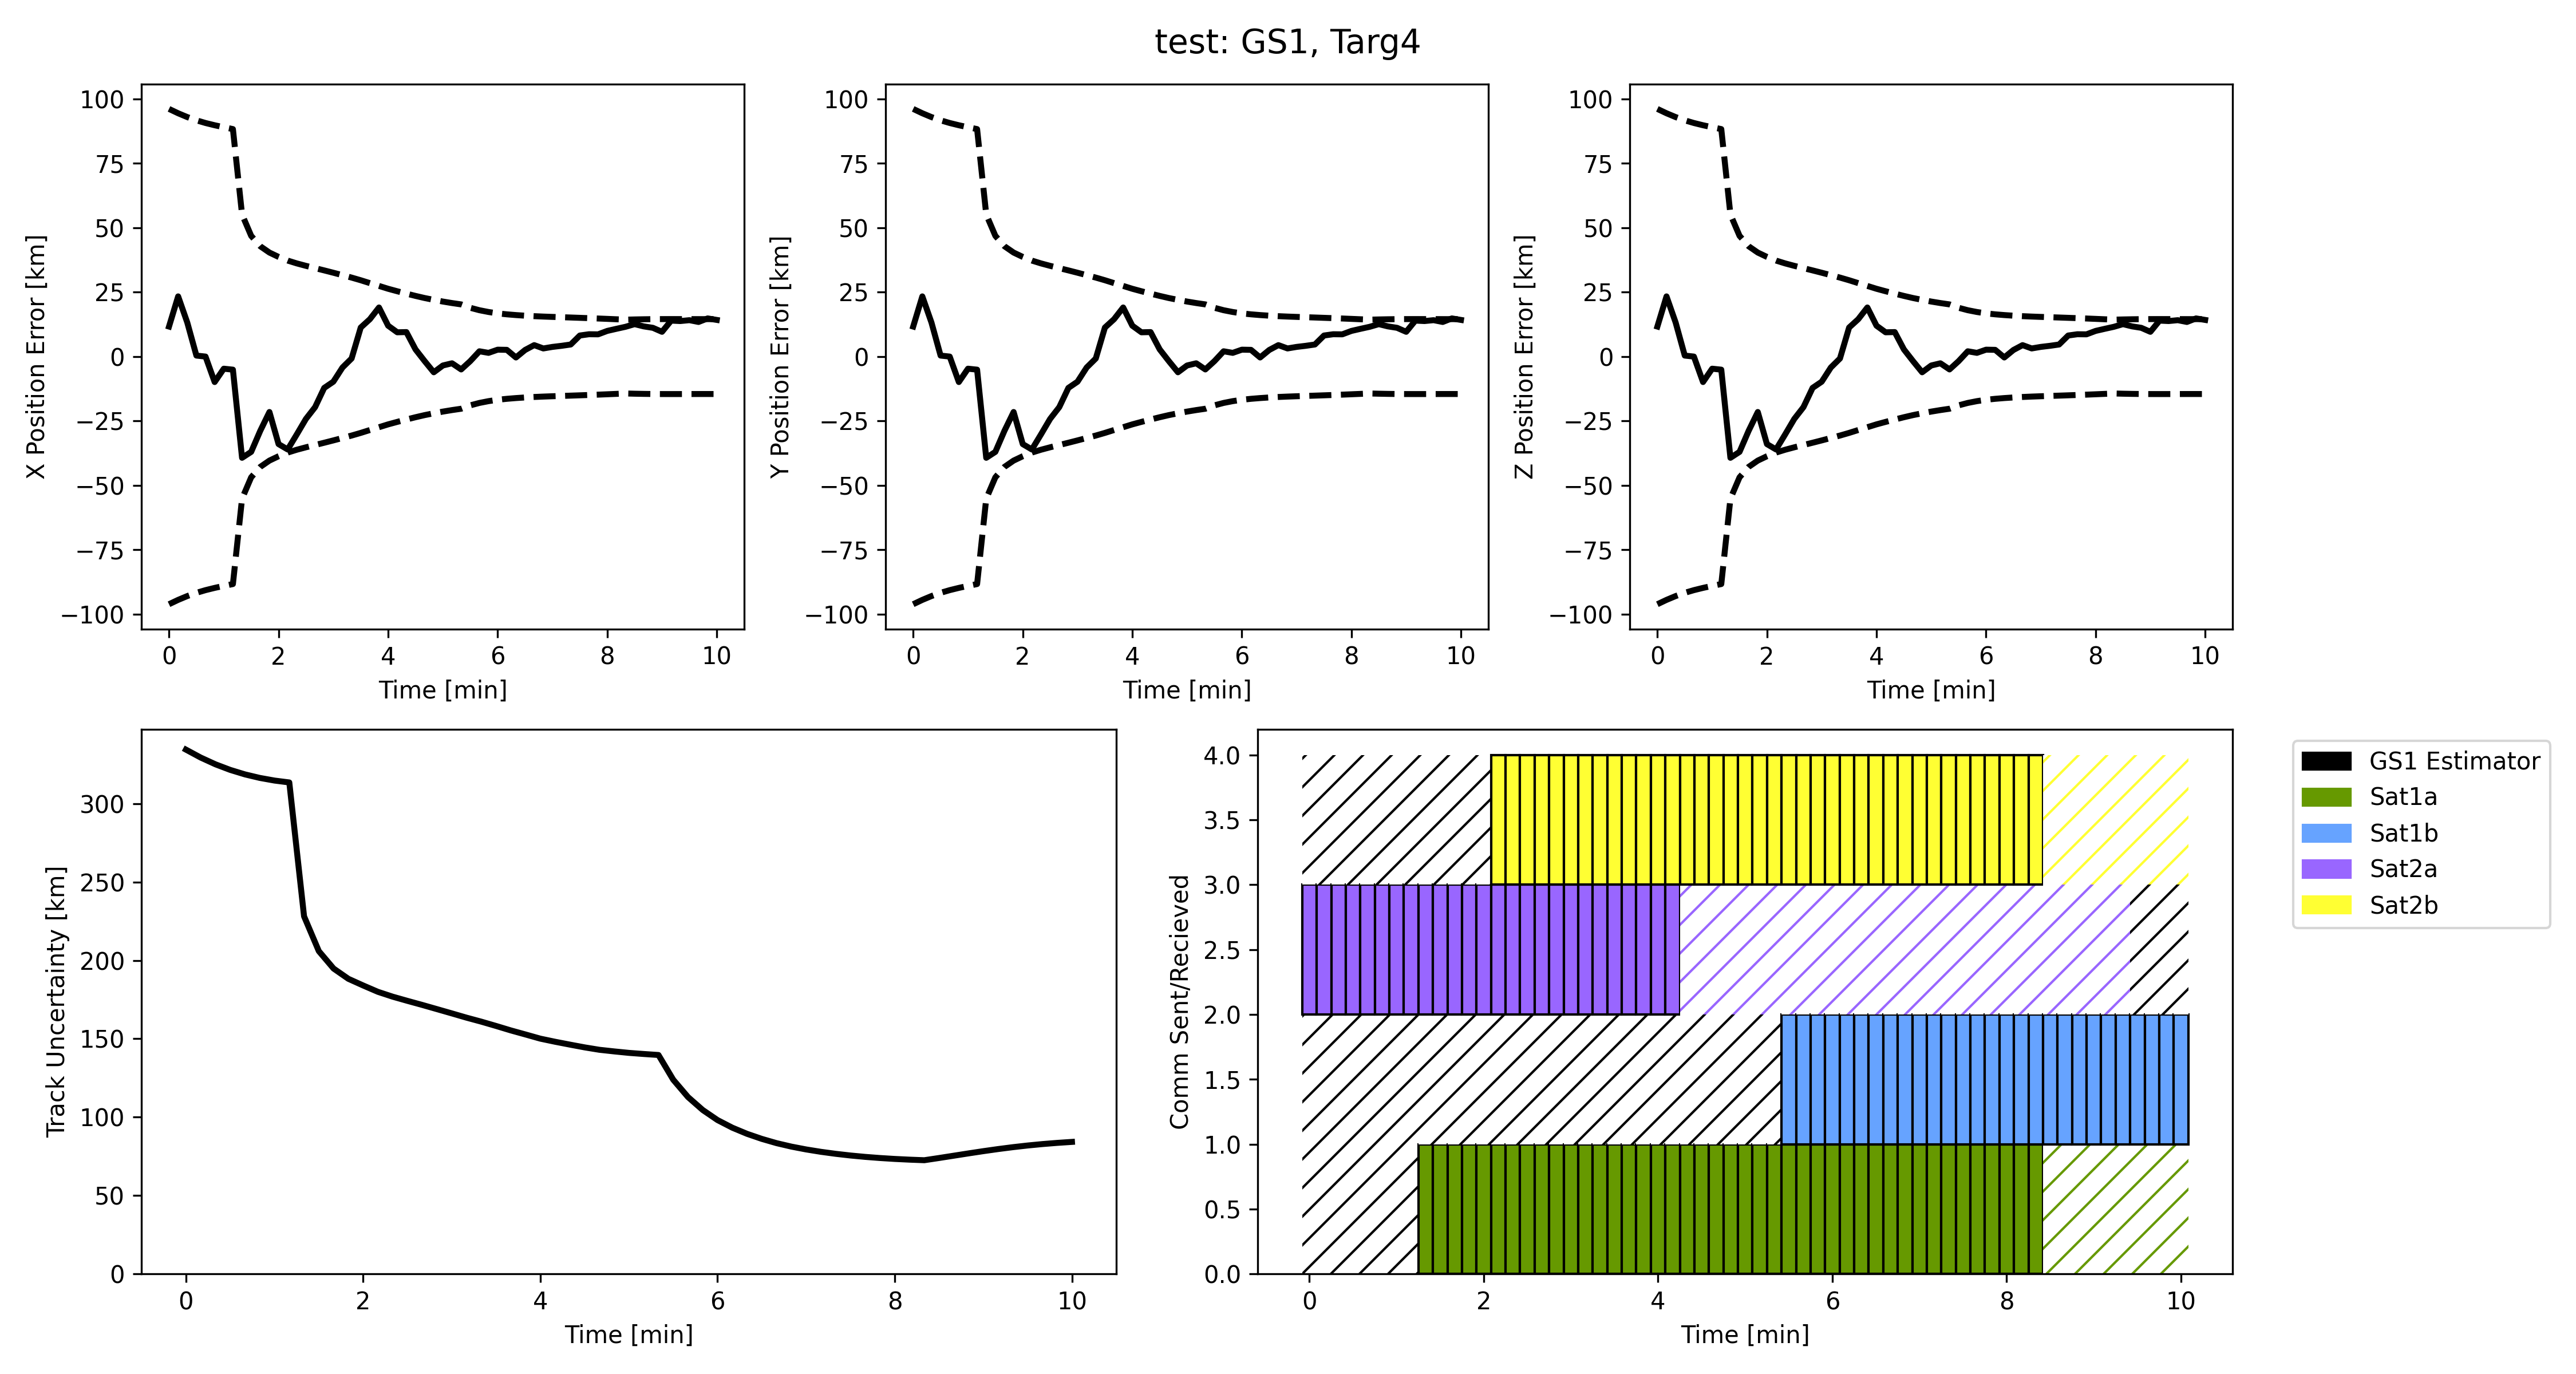 test: GS1, Targ4
100
75
50
25
0
−25
−50
−75
−100
X Position Error [km]
0 2 4 6 8 10
Time [min]
100
75
50
25
0
−25
−50
−75
−100
Y Position Error [km]
0 2 4 6 8 10
Time [min]
100
75
50
25
0
−25
−50
−75
−100
Z Position Error [km]
0 2 4 6 8 10
Time [min]
300
250
200
150
100
50
0
Track Uncertainty [km]
0 2 4 6 8 10
Time [min]
4.0
3.5
3.0
2.5
2.0
1.5
1.0
0.5
0.0
Comm Sent/Recieved
0 2 4 6 8 10
Time [min]
GS1 Estimator
Sat1a
Sat1b
Sat2a
Sat2b